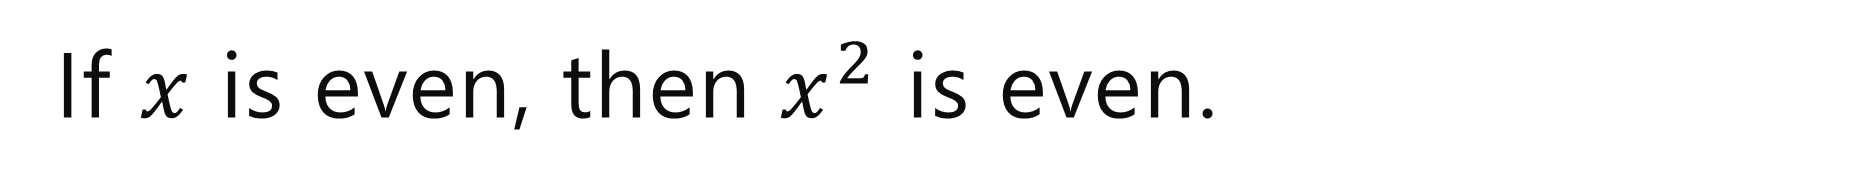 If x is even, then x² is even.